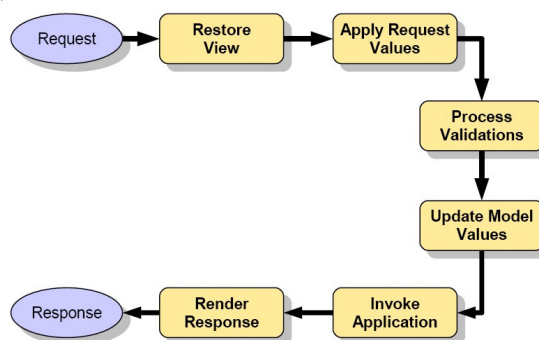 Request
Restore
View
Apply Request
Values
Process
Validations
Update Model
Values
Invoke
Application
Render
Response
Response